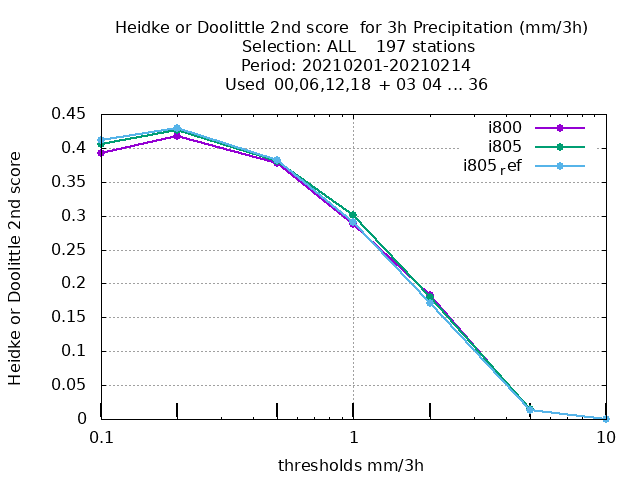 Heidke or Doolittle 2nd score  for 3h Precipitation (mm/3h)
Selection: ALL    197 stations
Period: 20210201-20210214
Used  00,06,12,18  + 03 04 ... 36
i800
i805
i805ref
Heidke or Doolittle 2nd score
0.45
0.4
0.35
0.3
0.25
0.2
0.15
0.1
0.05
0
0.1
1
10
thresholds mm/3h